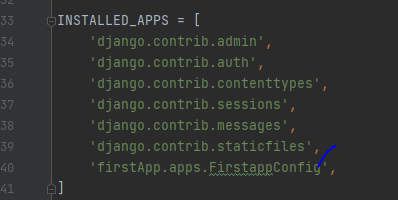 33 INSTALLED_APPS = [
34 'django.contrib.admin',
35 'django.contrib.auth',
36 'django.contrib.contenttypes',
37 'django.contrib.sessions',
38 'django.contrib.messages',
39 'django.contrib.staticfiles',
40 'firstApp.apps.FirstappConfig',
41 ]